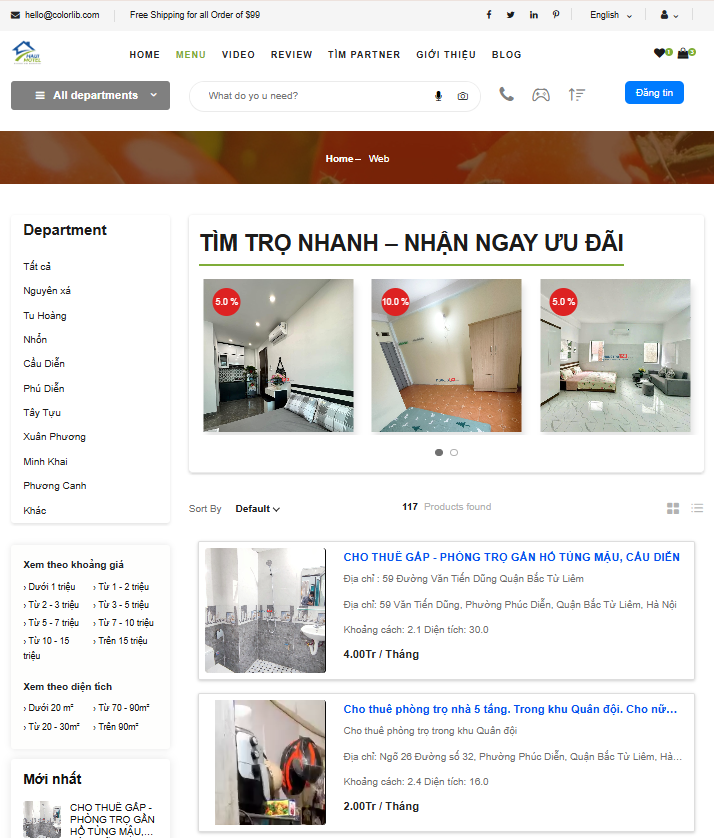 hello@colorlib.com
Free Shipping for all Order of $99
English
HAUI
MOTEL
HOME
MENU
VIDEO
REVIEW
TÌM PARTNER
GIỚI THIỆU
BLOG
All departments
What do yo u need?
Đăng tin
Home – Web
Department
Tất cả
Nguyên xá
Tu Hoàng
Nhổn
Cầu Diễn
Phú Diễn
Tây Tựu
Xuân Phương
Minh Khai
Phương Canh
Khác
TÌM TRỌ NHANH – NHẬN NGAY ƯU ĐÃI
5.0 %
10.0 %
5.0 %
Sort By Default
117 Products found
Xem theo khoảng giá
› Dưới 1 triệu › Từ 1 - 2 triệu
› Từ 2 - 3 triệu › Từ 3 - 5 triệu
› Từ 5 - 7 triệu › Từ 7 - 10 triệu
› Từ 10 - 15 triệu › Trên 15 triệu
Xem theo diện tích
› Dưới 20 m² › Từ 70 - 90m²
› Từ 20 - 30m² › Trên 90m²
Mới nhất
CHO THUÊ GẤP -
PHÒNG TRỌ GẦN
HỒ TÙNG MẬU,...
CHO THUÊ GẤP - PHÒNG TRỌ GẦN HỒ TÙNG MẬU, CẦU DIỄN
Địa chỉ : 59 Đường Văn Tiến Dũng Quận Bắc Từ Liêm
Địa chỉ: 59 Văn Tiến Dũng, Phường Phúc Diễn, Quận Bắc Từ Liêm, Hà Nội
Khoảng cách: 2.1 Diện tích: 30.0
4.00Tr / Tháng
Cho thuê phòng trọ nhà 5 tầng. Trong khu Quân đội. Cho nữ...
Cho thuê phòng trọ trong khu Quân đội
Địa chỉ: Ngõ 26 Đường số 32, Phường Phúc Diễn, Quận Bắc Từ Liêm, Hà...
Khoảng cách: 2.4 Diện tích: 16.0
2.00Tr / Tháng